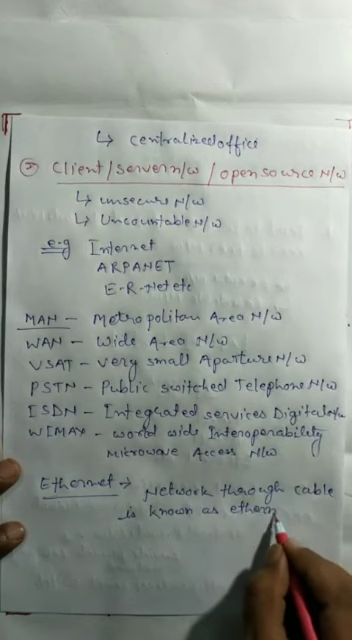 ↳ centralized office
② Client/server n/w / open source N/w
↳ unsecure N/w
↳ Uncountable N/w
e.g Internet
ARPANET
E-R-Net etc
MAN - Metropolitan Area N/w
WAN - Wide Area N/w
VSAT - Very small Aparture N/w
PSTN - Public switched Telephone N/w
ISDN - Integrated services Digital
WIMAX - world wide Interoperability
Microwave Access N/w
Ethernet → Network through cable
is known as ethern